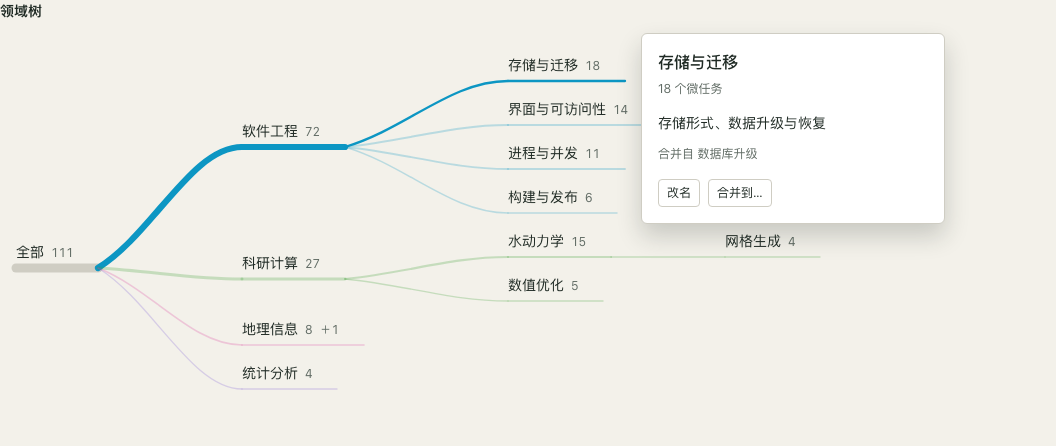 领域树
全部 111
软件工程 72
存储与迁移 18
界面与可访问性 14
进程与并发 11
构建与发布 6
科研计算 27
水动力学 15
网格生成 4
数值优化 5
地理信息 8 +1
统计分析 4
存储与迁移
18 个微任务
存储形式、数据升级与恢复
合并自 数据库升级
改名
合并到…